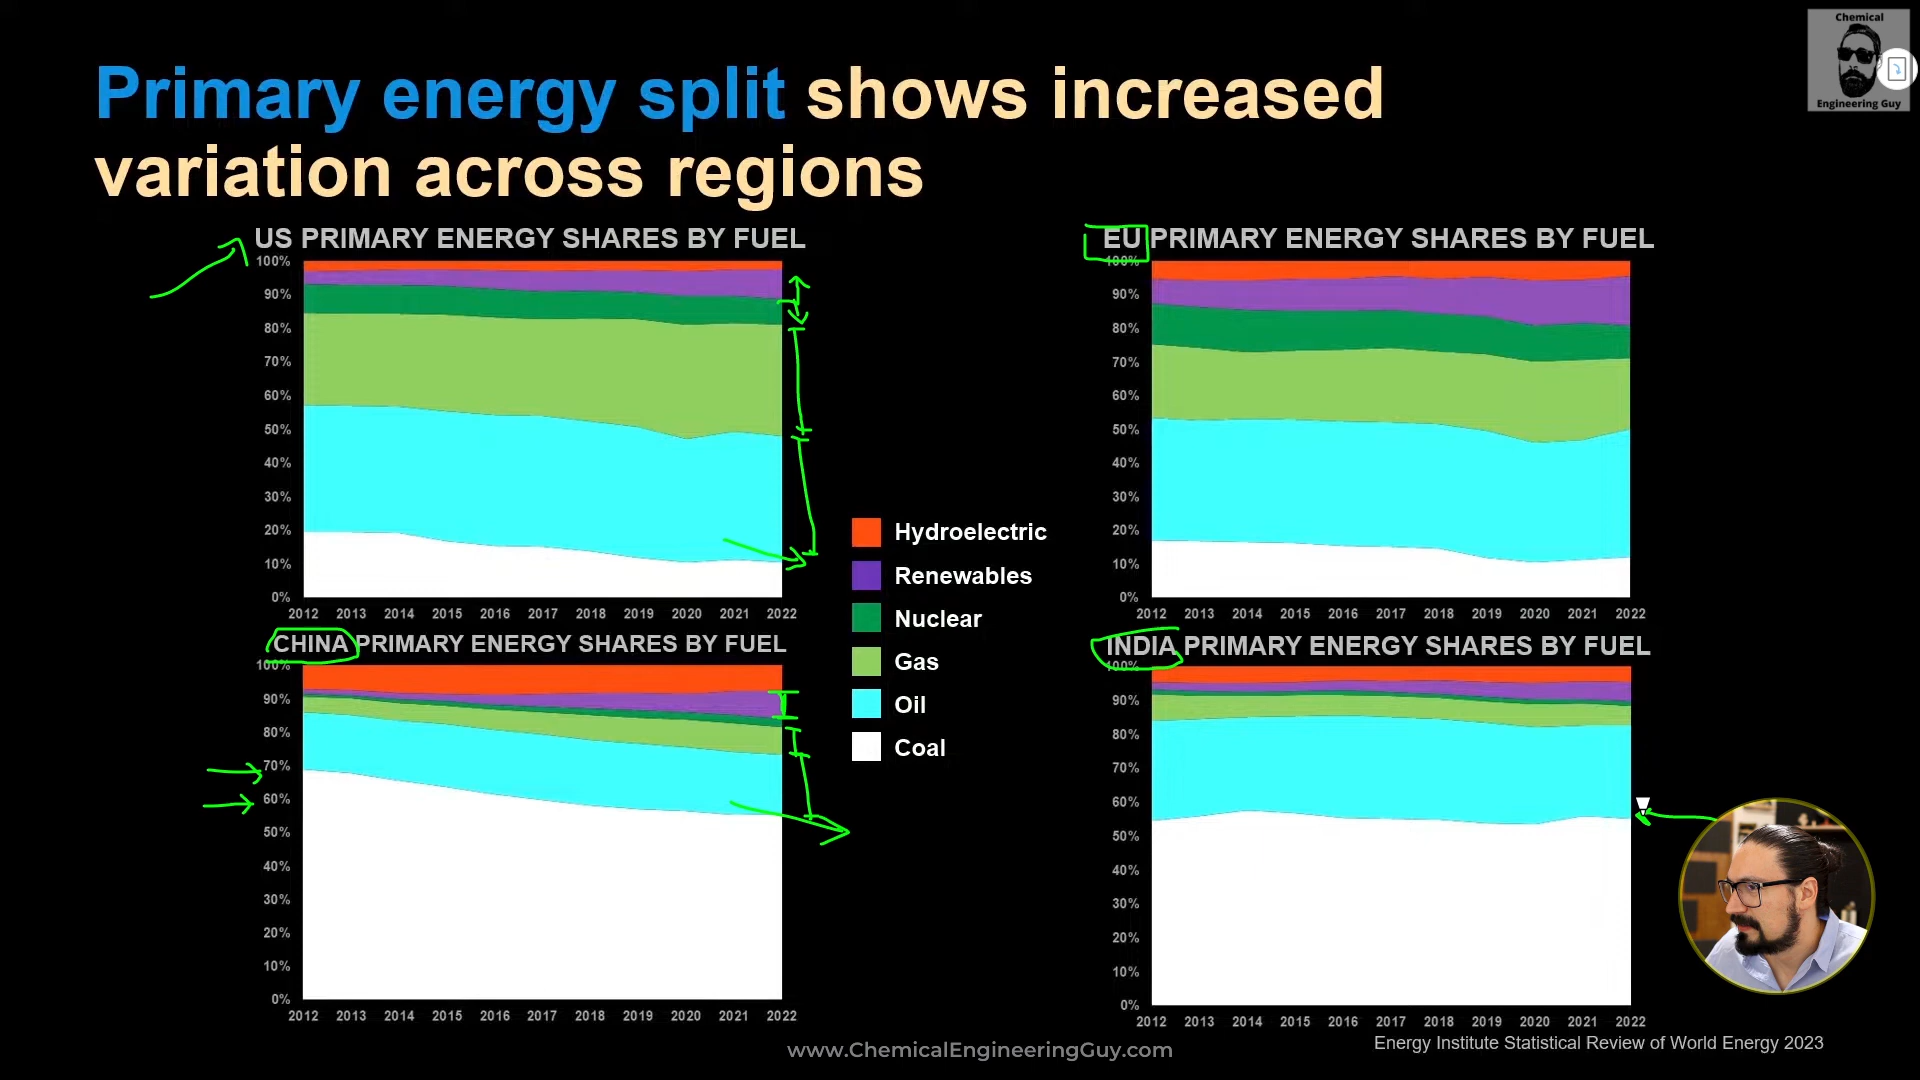 Chemical
Engineering Guy
Primary energy split shows increased
variation across regions
US PRIMARY ENERGY SHARES BY FUEL
100%
90%
80%
70%
60%
50%
40%
30%
20%
10%
0%
2012 2013 2014 2015 2016 2017 2018 2019 2020 2021 2022
EU PRIMARY ENERGY SHARES BY FUEL
100%
90%
80%
70%
60%
50%
40%
30%
20%
10%
0%
2012 2013 2014 2015 2016 2017 2018 2019 2020 2021 2022
Hydroelectric
Renewables
Nuclear
Gas
Oil
Coal
CHINA PRIMARY ENERGY SHARES BY FUEL
100%
90%
80%
70%
60%
50%
40%
30%
20%
10%
0%
2012 2013 2014 2015 2016 2017 2018 2019 2020 2021 2022
INDIA PRIMARY ENERGY SHARES BY FUEL
100%
90%
80%
70%
60%
50%
40%
30%
20%
10%
0%
2012 2013 2014 2015 2016 2017 2018 2019 2020 2021 2022
Energy Institute Statistical Review of World Energy 2023
www.ChemicalEngineeringGuy.com